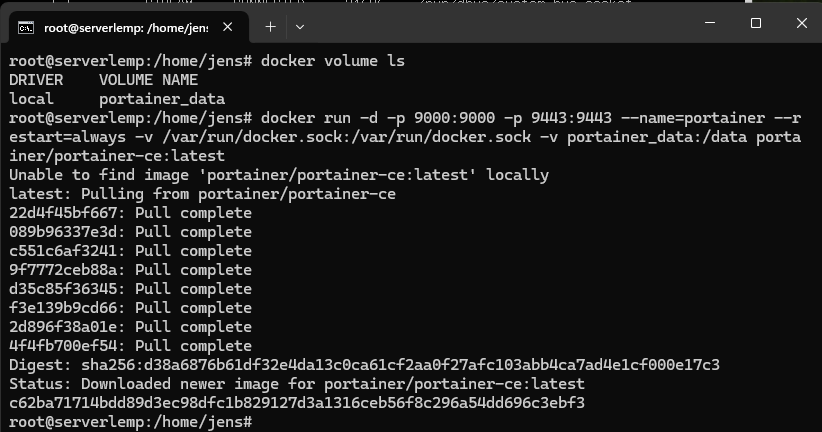 root@serverlemp: /home/jens
root@serverlemp:/home/jens# docker volume ls
DRIVER    VOLUME NAME
local     portainer_data
root@serverlemp:/home/jens# docker run -d -p 9000:9000 -p 9443:9443 --name=portainer --r
estart=always -v /var/run/docker.sock:/var/run/docker.sock -v portainer_data:/data porta
iner/portainer-ce:latest
Unable to find image 'portainer/portainer-ce:latest' locally
latest: Pulling from portainer/portainer-ce
22d4f45bf667: Pull complete
089b96337e3d: Pull complete
c551c6af3241: Pull complete
9f7772ceb88a: Pull complete
d35c85f36345: Pull complete
f3e139b9cd66: Pull complete
2d896f38a01e: Pull complete
4f4fb700ef54: Pull complete
Digest: sha256:d38a6876b61df32e4da13c0ca61cf2aa0f27afc103abb4ca7ad4e1cf000e17c3
Status: Downloaded newer image for portainer/portainer-ce:latest
c62ba71714bdd89d3ec98dfc1b829127d3a1316ceb56f8c296a54dd696c3ebf3
root@serverlemp:/home/jens#